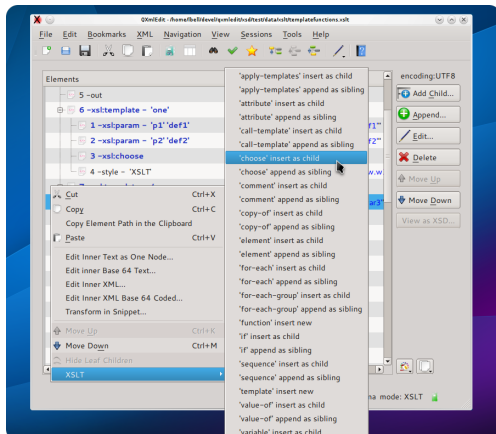 QXmlEdit - /home/lbell/devel/qxmledit/xsd/test/data/xslt/templatefunctions.xslt
File Edit Bookmarks XML Navigation View Sessions Tools Help
Elements
5 -out
6 -xsl:template - 'one'
1 -xsl:param - 'p1''def1'
2 -xsl:param - 'p2''def2'
3 -xsl:choose
4 -style - 'XSLT'
Cut Ctrl+X
Copy Ctrl+C
Copy Element Path in the Clipboard
Paste Ctrl+V
Edit Inner Text as One Node...
Edit inner Base 64 Text...
Edit Inner XML...
Edit Inner XML Base 64 Coded...
Transform in Snippet...
Move Up Ctrl+K
Move Down Ctrl+M
Hide Leaf Children
XSLT
'apply-templates' insert as child
'apply-templates' append as sibling
'attribute' insert as child
'attribute' append as sibling
'call-template' insert as child
'call-template' append as sibling
'choose' insert as child
'choose' append as sibling
'comment' insert as child
'comment' append as sibling
'copy-of' insert as child
'copy-of' append as sibling
'element' insert as child
'element' append as sibling
'for-each' insert as child
'for-each' append as sibling
'for-each-group' insert as child
'for-each-group' append as sibling
'function' insert new
'if' insert as child
'if' append as sibling
'sequence' insert as child
'sequence' append as sibling
'template' insert new
'value-of' insert as child
'value-of' append as sibling
'variable' insert as child
f1"
f2"
ww.w
ar3"
encoding:UTF8
Add Child...
Append...
Edit...
Delete
Move Up
Move Down
View as XSD...
na mode: XSLT